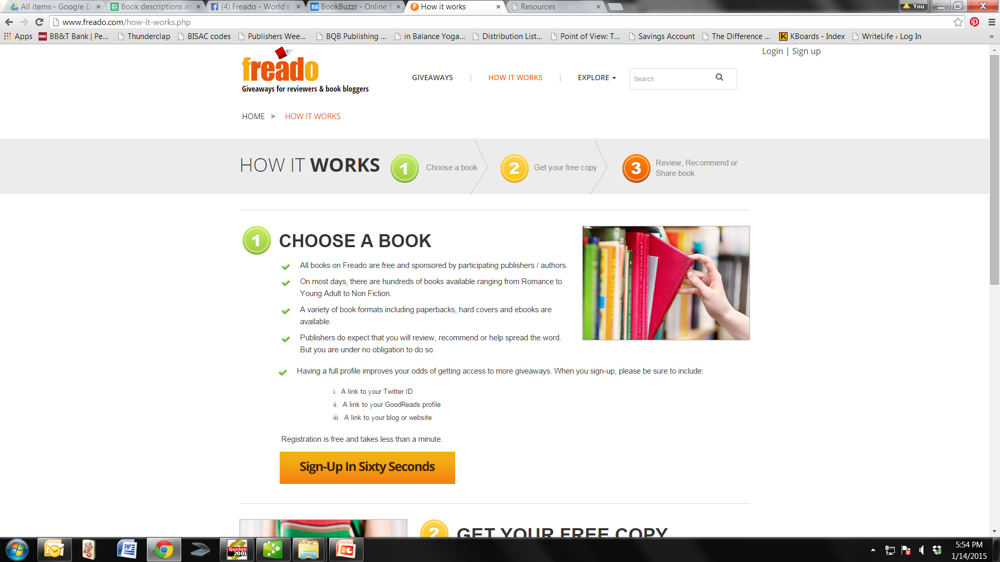 All items - Google D
Book descriptions an
(4) Freado - World's
BookBuzzr - Online B
How it works
Resources
You
www.freado.com/how-it-works.php
Apps
BB&T Bank | Pe...
Thunderclap
BISAC codes
Publishers Wee...
BQB Publishing ...
in Balance Yoga...
Distribution List...
Point of View: T...
Savings Account
The Difference ...
KBoards - Index
WriteLife › Log In
»
Login | Sign up
freado
Giveaways for reviewers & book bloggers
GIVEAWAYS | HOW IT WORKS | EXPLORE
Search
HOME > HOW IT WORKS
HOW IT WORKS
1 Choose a book
2 Get your free copy
3 Review, Recommend or
Share book
1 CHOOSE A BOOK
All books on Freado are free and sponsored by participating publishers / authors.
On most days, there are hundreds of books available ranging from Romance to
Young Adult to Non Fiction.
A variety of book formats including paperbacks, hard covers and ebooks are
available.
Publishers do expect that you will review, recommend or help spread the word.
But you are under no obligation to do so.
Having a full profile improves your odds of getting access to more giveaways. When you sign-up, please be sure to include:
i. A link to your Twitter ID
ii. A link to your GoodReads profile
iii. A link to your blog or website
Registration is free and takes less than a minute.
Sign-Up In Sixty Seconds
2 GET YOUR FREE COPY
Quicken
2001
5:54 PM
1/14/2015